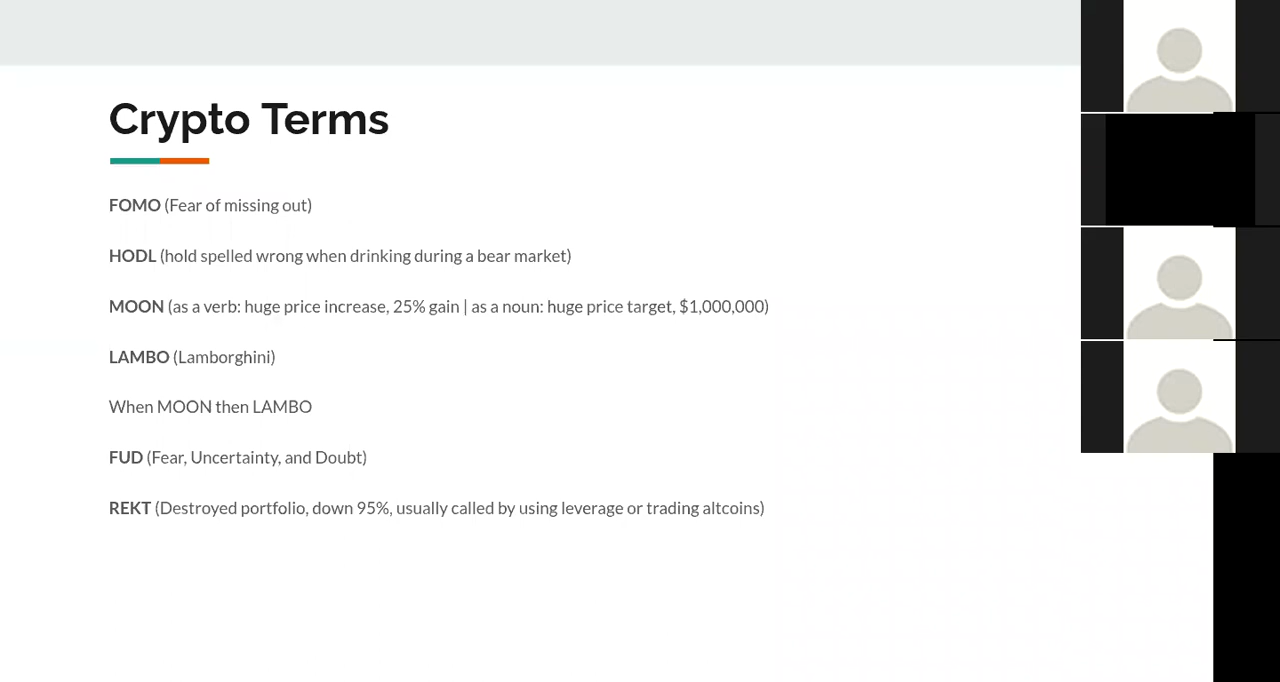 Crypto Terms
FOMO (Fear of missing out)
HODL (hold spelled wrong when drinking during a bear market)
MOON (as a verb: huge price increase, 25% gain | as a noun: huge price target, $1,000,000)
LAMBO (Lamborghini)
When MOON then LAMBO
FUD (Fear, Uncertainty, and Doubt)
REKT (Destroyed portfolio, down 95%, usually called by using leverage or trading altcoins)